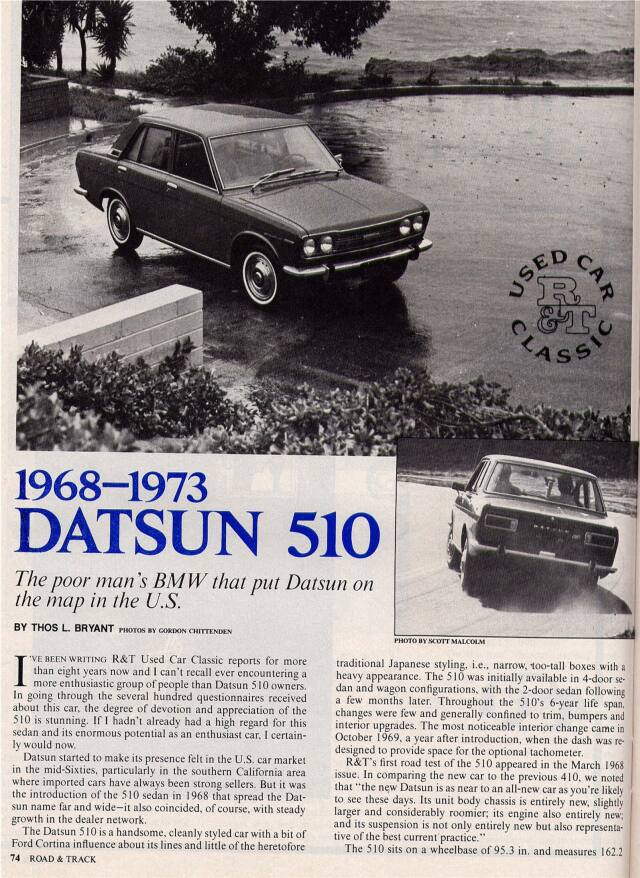 USED CAR
R&T
CLASSIC
1968–1973
DATSUN 510
The poor man's BMW that put Datsun on
the map in the U.S.
BY THOS L. BRYANT PHOTOS BY GORDON CHITTENDEN
PHOTO BY SCOTT MALCOLM
I'VE BEEN WRITING R&T Used Car Classic reports for more
than eight years now and I can't recall ever encountering a
more enthusiastic group of people than Datsun 510 owners.
In going through the several hundred questionnaires received
about this car, the degree of devotion and appreciation of the
510 is stunning. If I hadn't already had a high regard for this
sedan and its enormous potential as an enthusiast car, I certain-
ly would now.
Datsun started to make its presence felt in the U.S. car market
in the mid-Sixties, particularly in the southern California area
where imported cars have always been strong sellers. But it was
the introduction of the 510 sedan in 1968 that spread the Dat-
sun name far and wide—it also coincided, of course, with steady
growth in the dealer network.
The Datsun 510 is a handsome, cleanly styled car with a bit of
Ford Cortina influence about its lines and little of the heretofore
traditional Japanese styling, i.e., narrow, too-tall boxes with a
heavy appearance. The 510 was initially available in 4-door se-
dan and wagon configurations, with the 2-door sedan following
a few months later. Throughout the 510's 6-year life span,
changes were few and generally confined to trim, bumpers and
interior upgrades. The most noticeable interior change came in
October 1969, a year after introduction, when the dash was re-
designed to provide space for the optional tachometer.
R&T's first road test of the 510 appeared in the March 1968
issue. In comparing the new car to the previous 410, we noted
that "the new Datsun is as near to an all-new car as you're likely
to see these days. Its unit body chassis is entirely new, slightly
larger and considerably roomier; its engine also entirely new;
and its suspension is not only entirely new but also representa-
tive of the best current practice."
The 510 sits on a wheelbase of 95.3 in. and measures 162.2
74 ROAD & TRACK